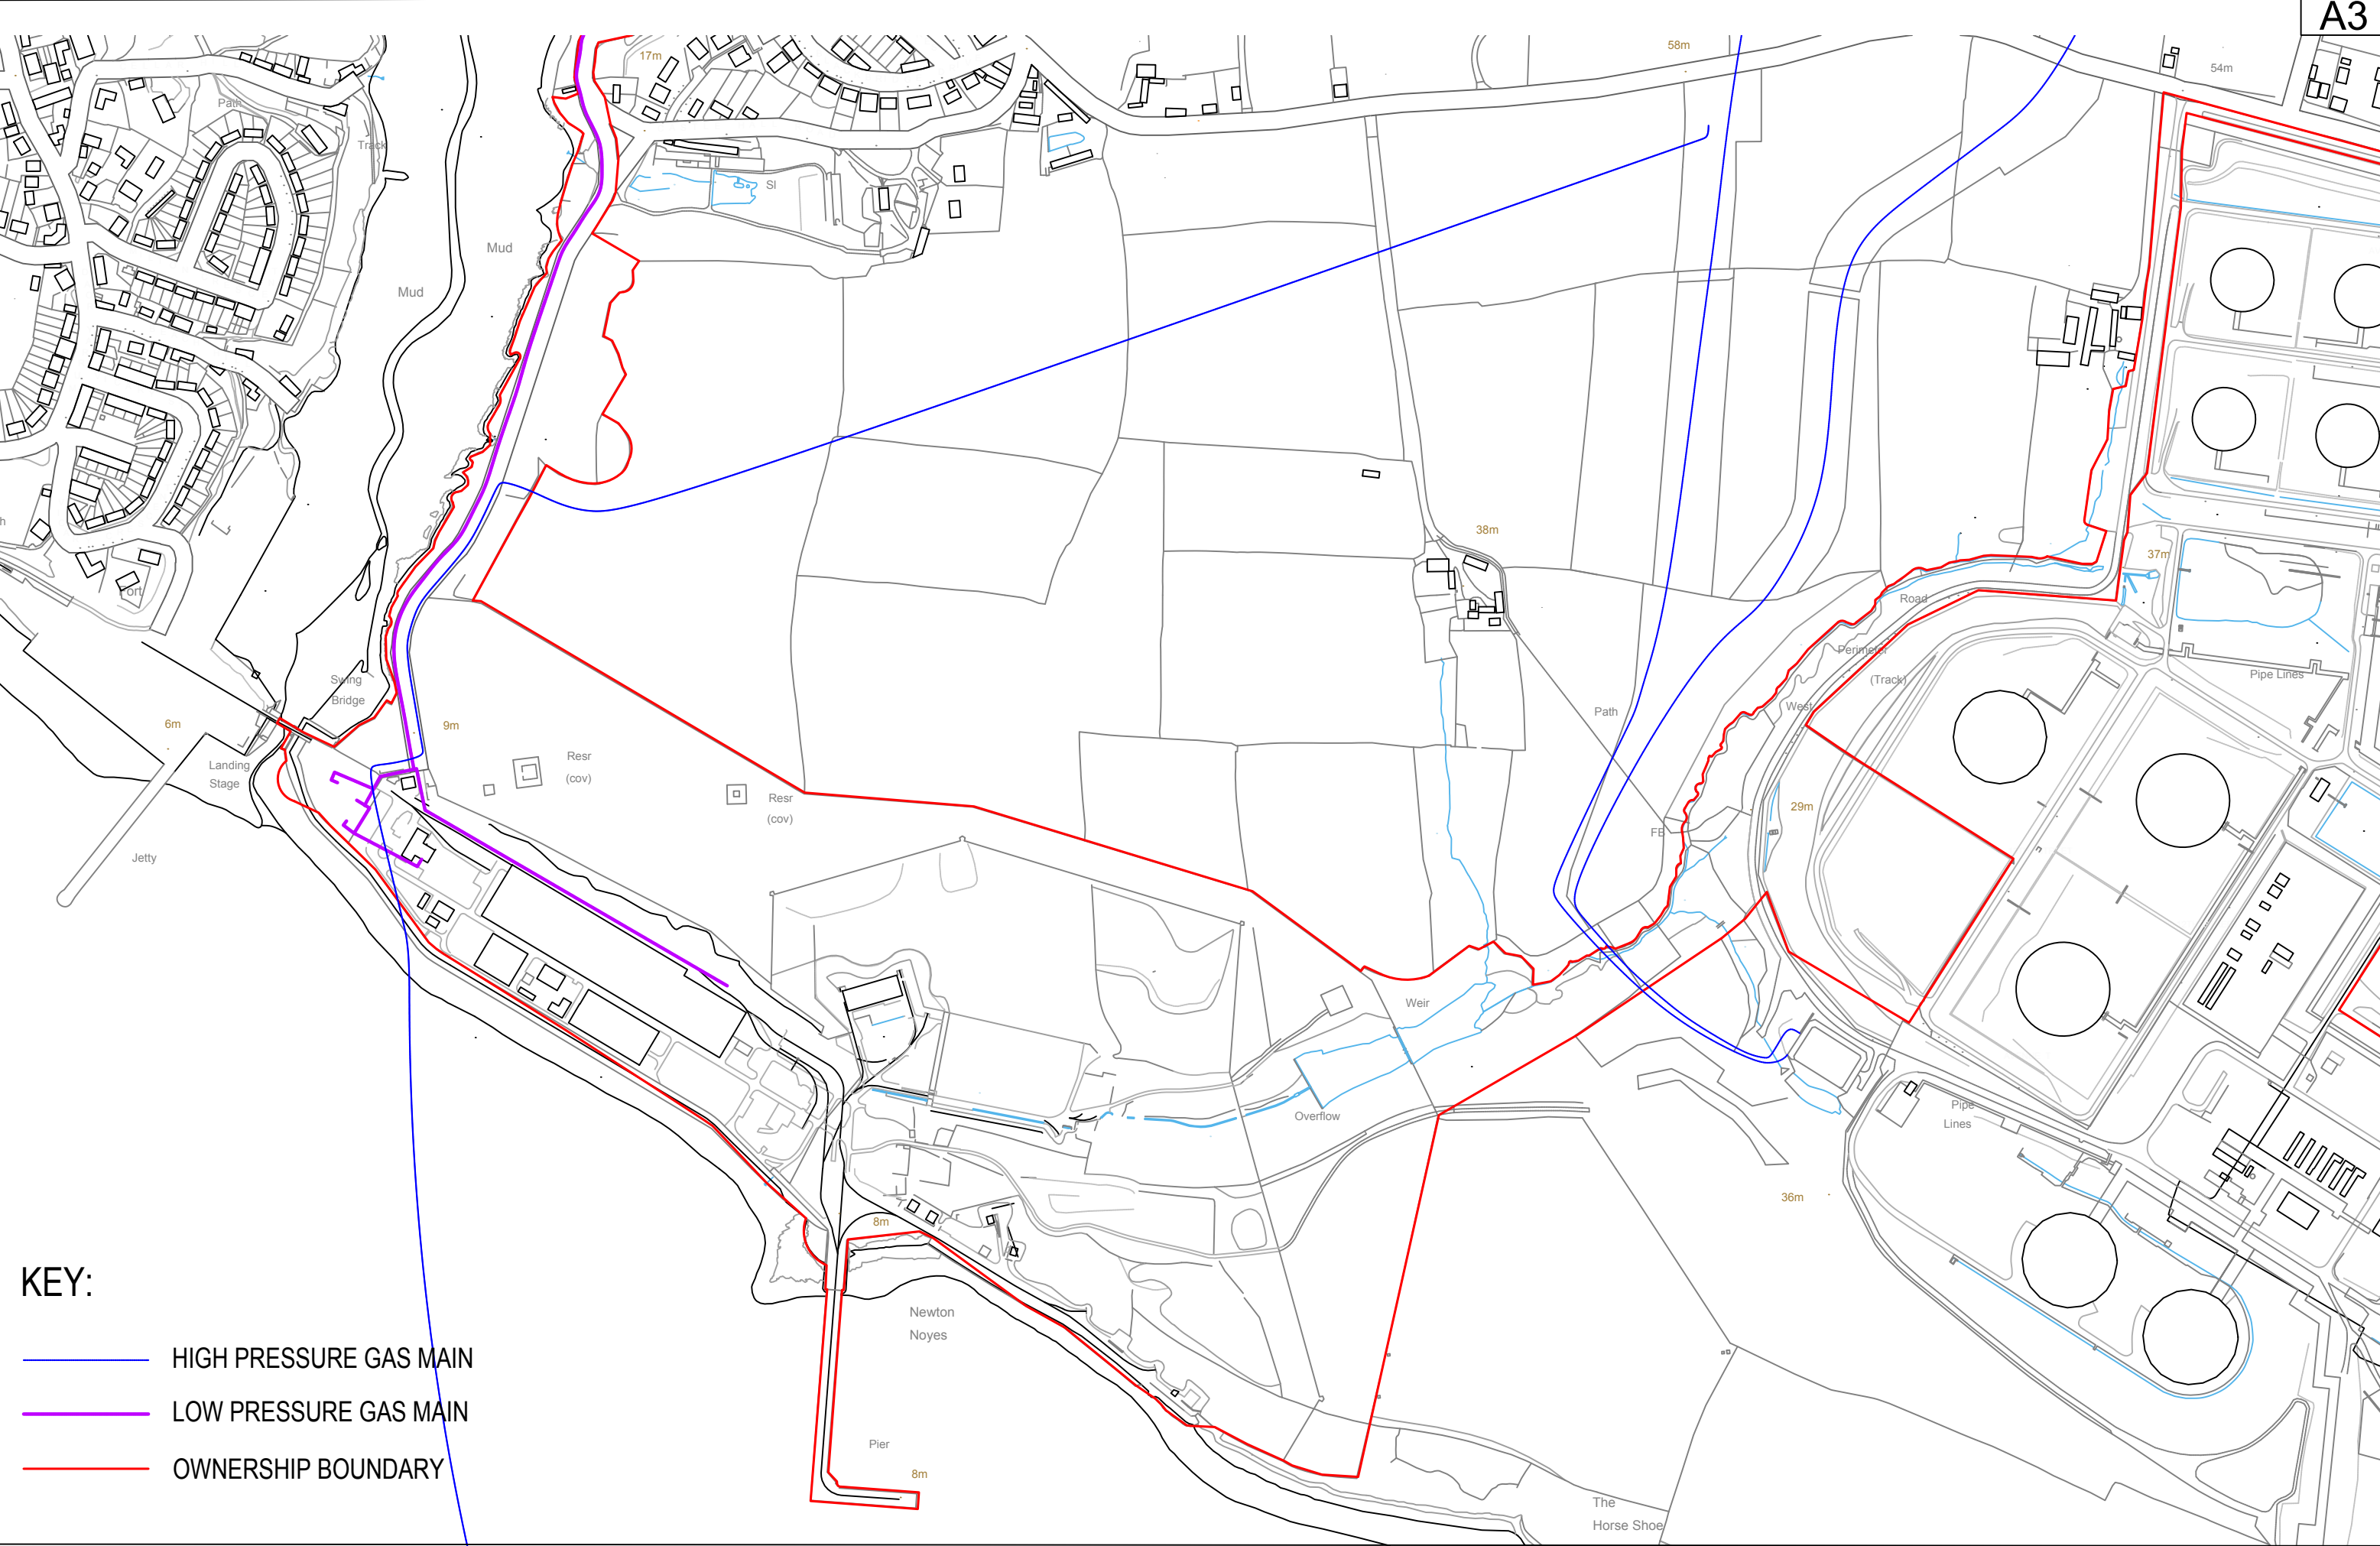 A3
17m
58m
54m
Path
Track
Sl
Mud
Mud
38m
37m
Fort
Road
Perimeter
(Track)
Pipe Lines
Swing
Bridge
6m
9m
Path
West
Landing
Stage
Resr
(cov)
Resr
(cov)
29m
FB
Jetty
Weir
Overflow
Pipe
Lines
36m
8m
KEY:
Newton
Noyes
HIGH PRESSURE GAS MAIN
LOW PRESSURE GAS MAIN
OWNERSHIP BOUNDARY
Pier
8m
The
Horse Shoe